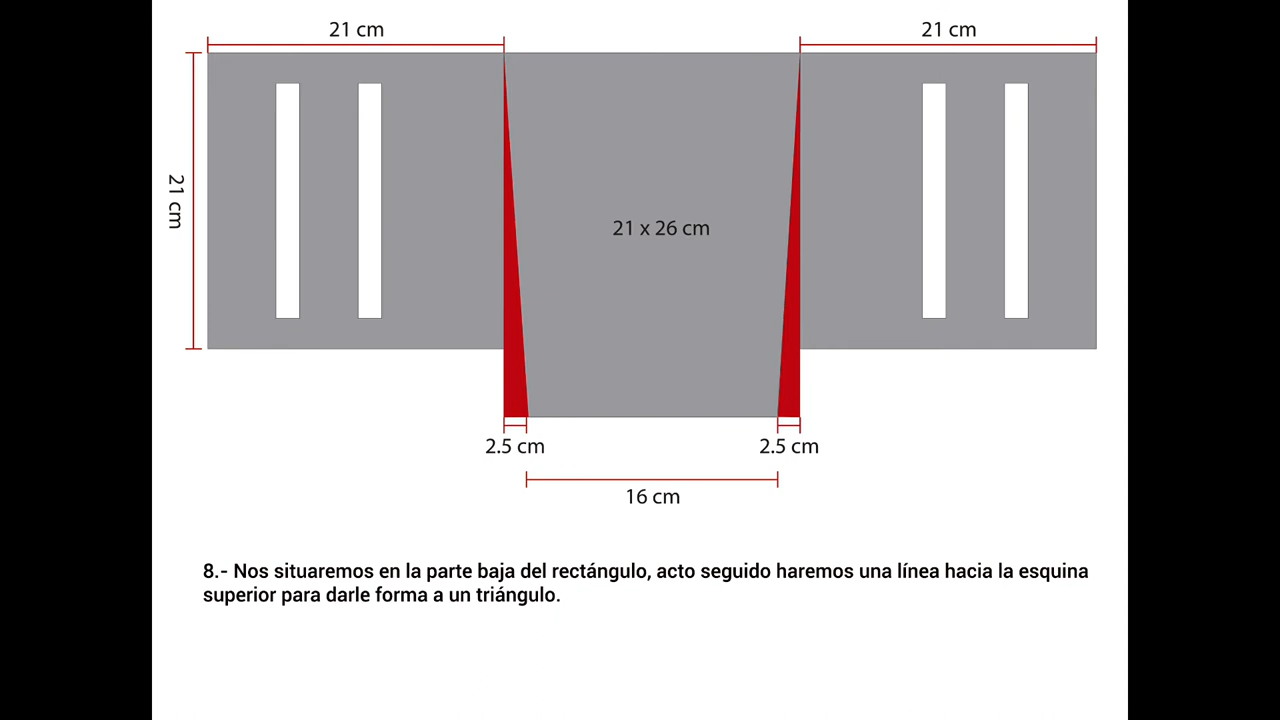 21 cm
21 cm
21 cm
21 x 26 cm
2.5 cm
2.5 cm
16 cm
8.- Nos situaremos en la parte baja del rectángulo, acto seguido haremos una línea hacia la esquina
superior para darle forma a un triángulo.